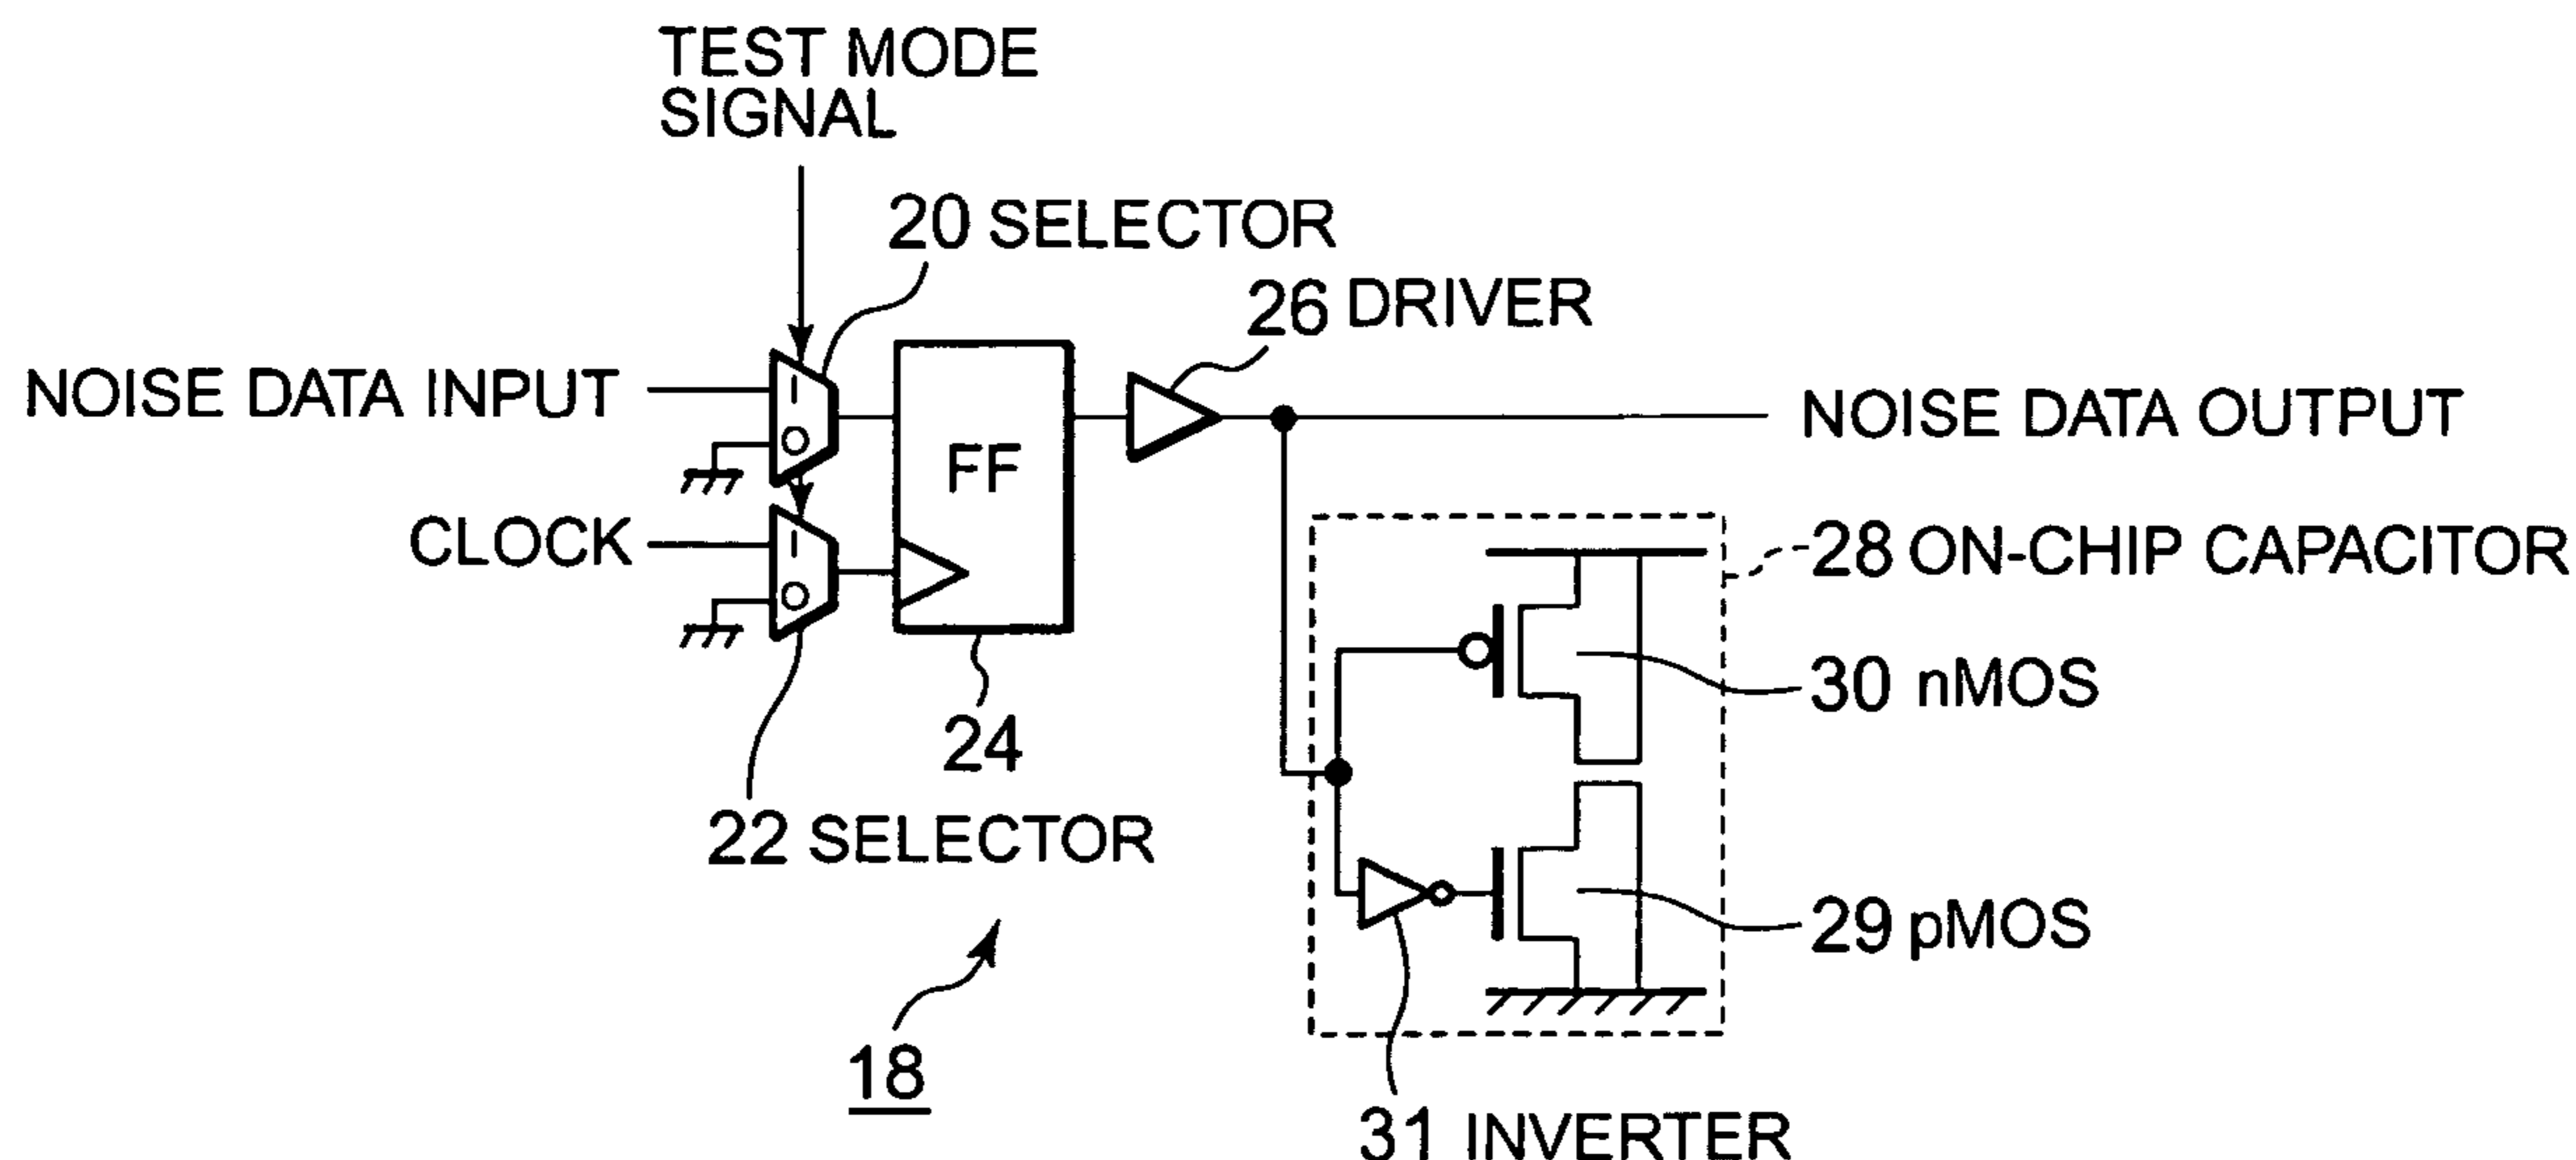 TEST MODE
SIGNAL
20 SELECTOR
26 DRIVER
NOISE DATA INPUT
I
O
FF
NOISE DATA OUTPUT
CLOCK
I
O
28 ON-CHIP CAPACITOR
30 nMOS
24
22 SELECTOR
29 pMOS
18
31 INVERTER